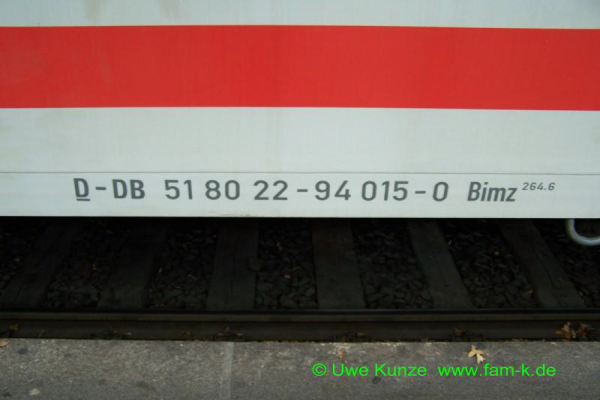 D-DB 51 80 22-94 015-0 Bimz 264.6
© Uwe Kunze www.fam-k.de